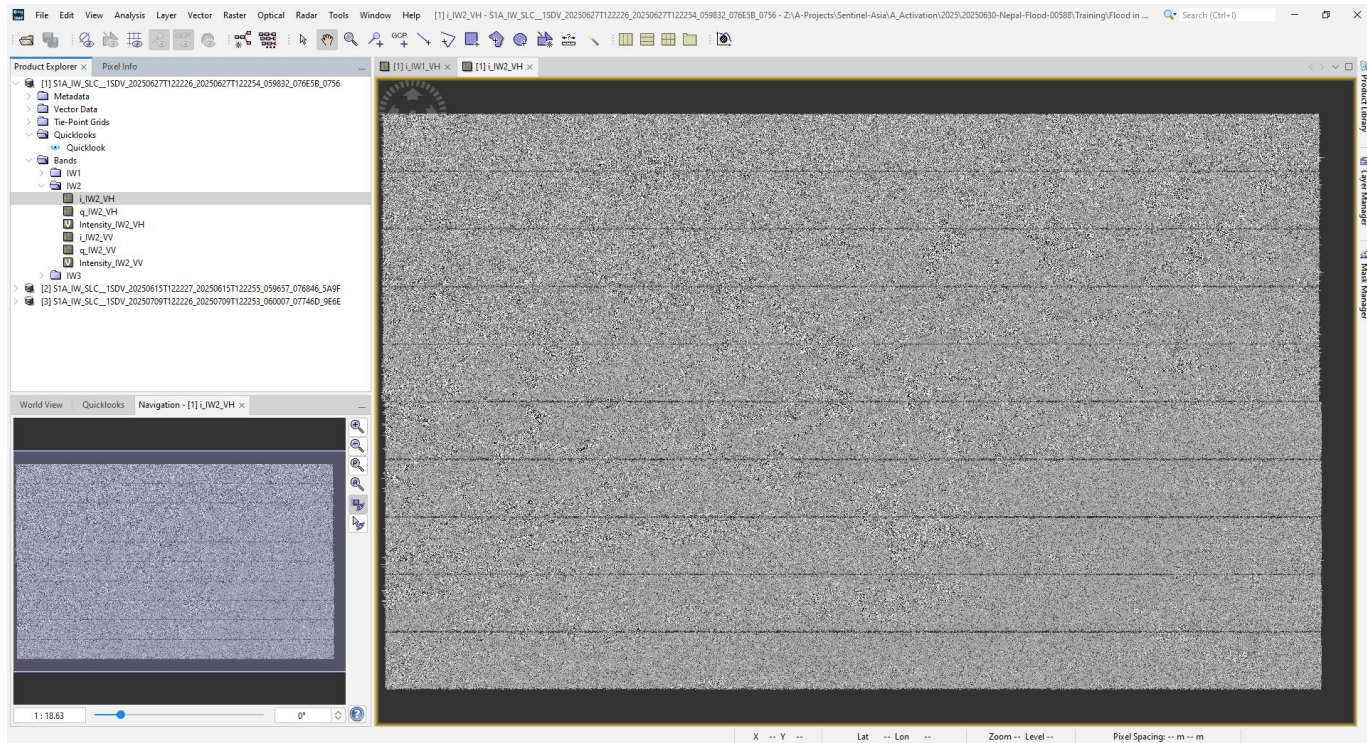 File Edit View Analysis Layer Vector Raster Optical Radar Tools Window Help [1] i_IW2_VH - S1A_IW_SLC__1SDV_20250627T122226_20250627T122254_059832_076E5B_0756 - Z:\A-Projects\Sentinel-Asia\A_Activation\2025\20250630-Nepal-Flood-00588\Training\Flood in ... Search (Ctrl+I)
GCP GCP
Product Explorer × Pixel Info
[1] i_IW1_VH × [1] i_IW2_VH ×
[1] S1A_IW_SLC__1SDV_20250627T122226_20250627T122254_059832_076E5B_0756
Metadata
Vector Data
Tie-Point Grids
Quicklooks
Quicklook
Bands
IW1
IW2
i_IW2_VH
q_IW2_VH
Intensity_IW2_VH
i_IW2_VV
q_IW2_VV
Intensity_IW2_VV
IW3
[2] S1A_IW_SLC__1SDV_20250615T122227_20250615T122255_059657_076846_5A9F
[3] S1A_IW_SLC__1SDV_20250709T122226_20250709T122253_060007_07746D_9E6E
Product Library
Layer Manager
Mask Manager
World View Quicklooks Navigation - [1] i_IW2_VH ×
1 : 18.63 0°
X -- Y -- Lat -- Lon -- Zoom -- Level -- Pixel Spacing: -- m -- m